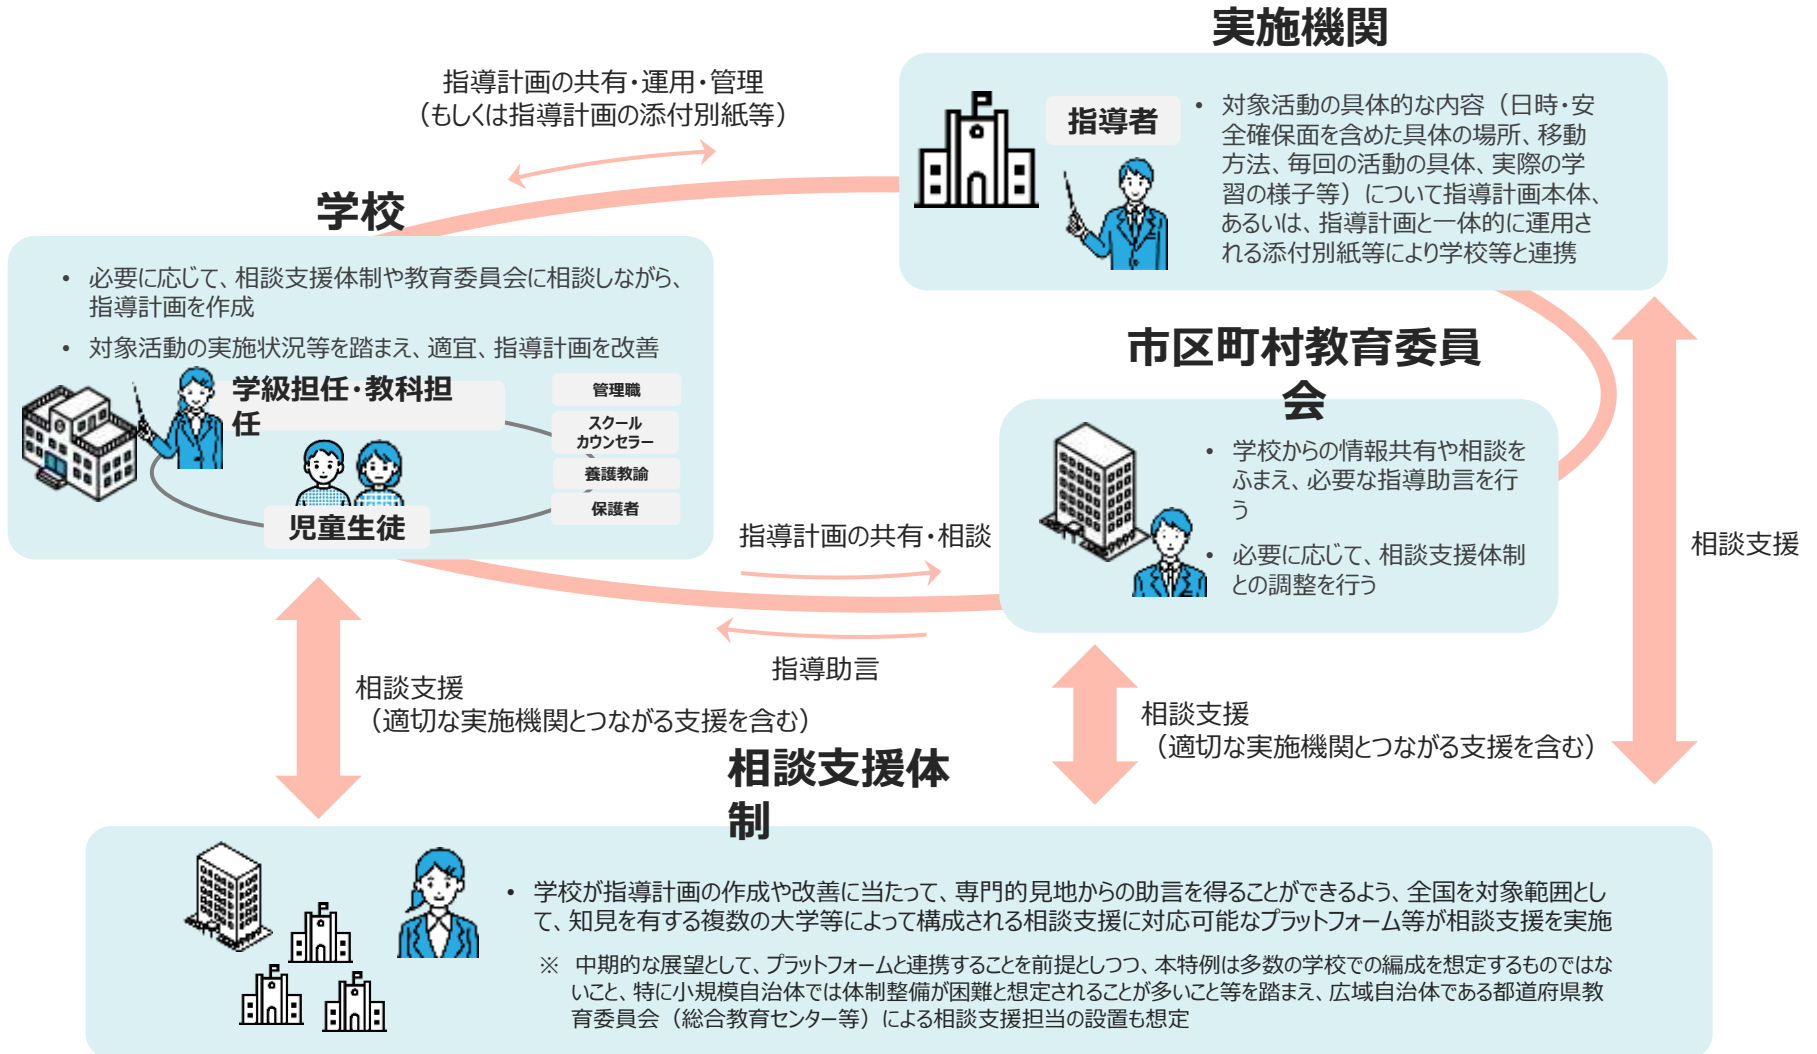 実施機関
指導計画の共有・運用・管理
（もしくは指導計画の添付別紙等）
指導者
• 対象活動の具体的な内容（日時・安
全確保面を含めた具体の場所、移動
方法、毎回の活動の具体、実際の学
習の様子等）について指導計画本体、
あるいは、指導計画と一体的に運用さ
れる添付別紙等により学校等と連携
学校
• 必要に応じて、相談支援体制や教育委員会に相談しながら、
指導計画を作成
• 対象活動の実施状況等を踏まえ、適宜、指導計画を改善
学級担任・教科担
任
管理職
スクール
カウンセラー
養護教諭
保護者
児童生徒
市区町村教育委員
会
• 学校からの情報共有や相談を
ふまえ、必要な指導助言を行
う
• 必要に応じて、相談支援体制
との調整を行う
指導計画の共有・相談
指導助言
相談支援
相談支援
（適切な実施機関とつながる支援を含む）
相談支援
（適切な実施機関とつながる支援を含む）
相談支援体
制
• 学校が指導計画の作成や改善に当たって、専門的見地からの助言を得ることができるよう、全国を対象範囲とし
て、知見を有する複数の大学等によって構成される相談支援に対応可能なプラットフォーム等が相談支援を実施
※ 中期的な展望として、プラットフォームと連携することを前提としつつ、本特例は多数の学校での編成を想定するものではな
いこと、特に小規模自治体では体制整備が困難と想定されることが多いこと等を踏まえ、広域自治体である都道府県教
育委員会（総合教育センター等）による相談支援担当の設置も想定